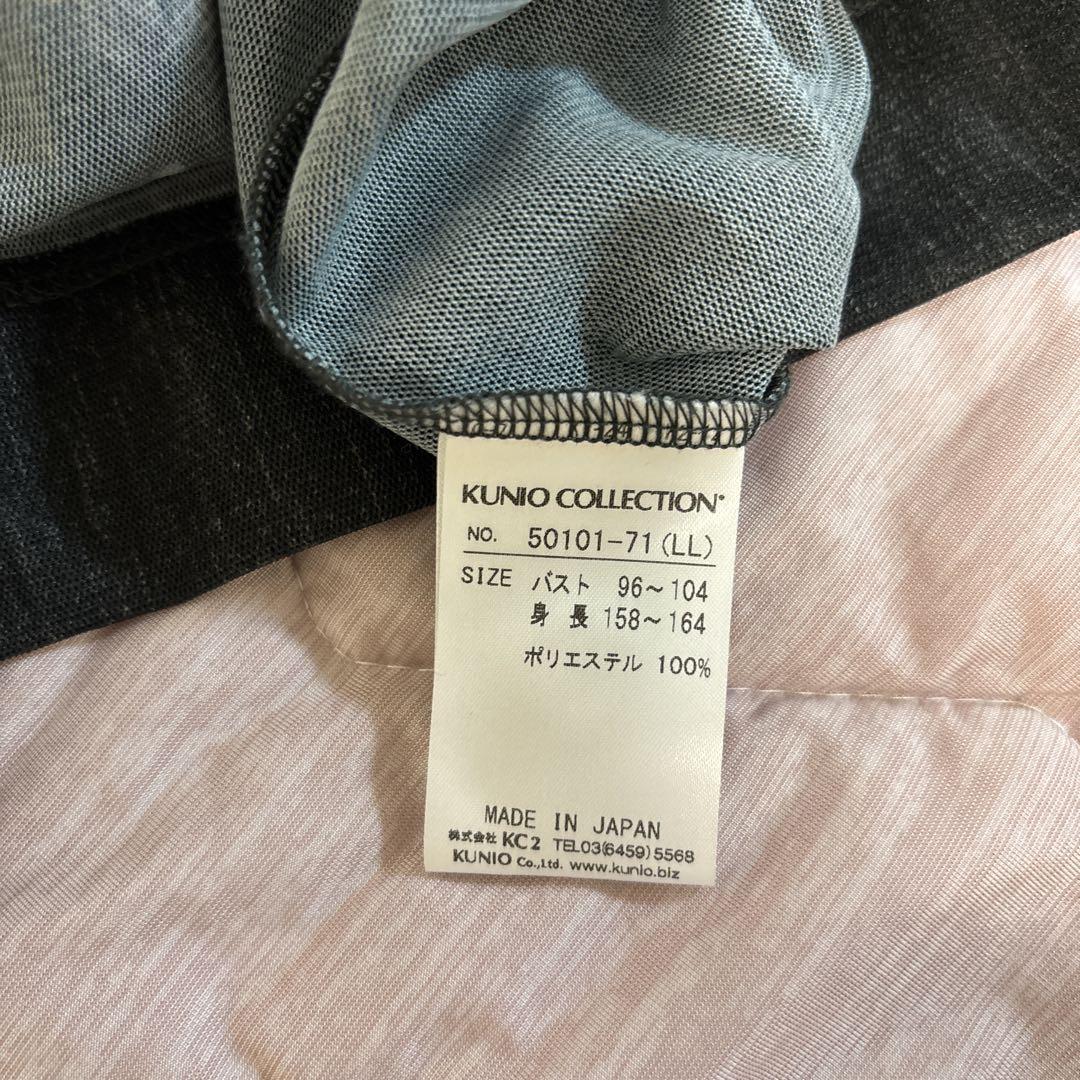 KUNIO COLLECTION
NO. 50101-71 (LL)
SIZE バスト 96～104
身長 158～164
ポリエステル 100%
MADE IN JAPAN
株式会社 KC2 TEL03(6459)5568
KUNIO Co.,Ltd. www.kunio.biz